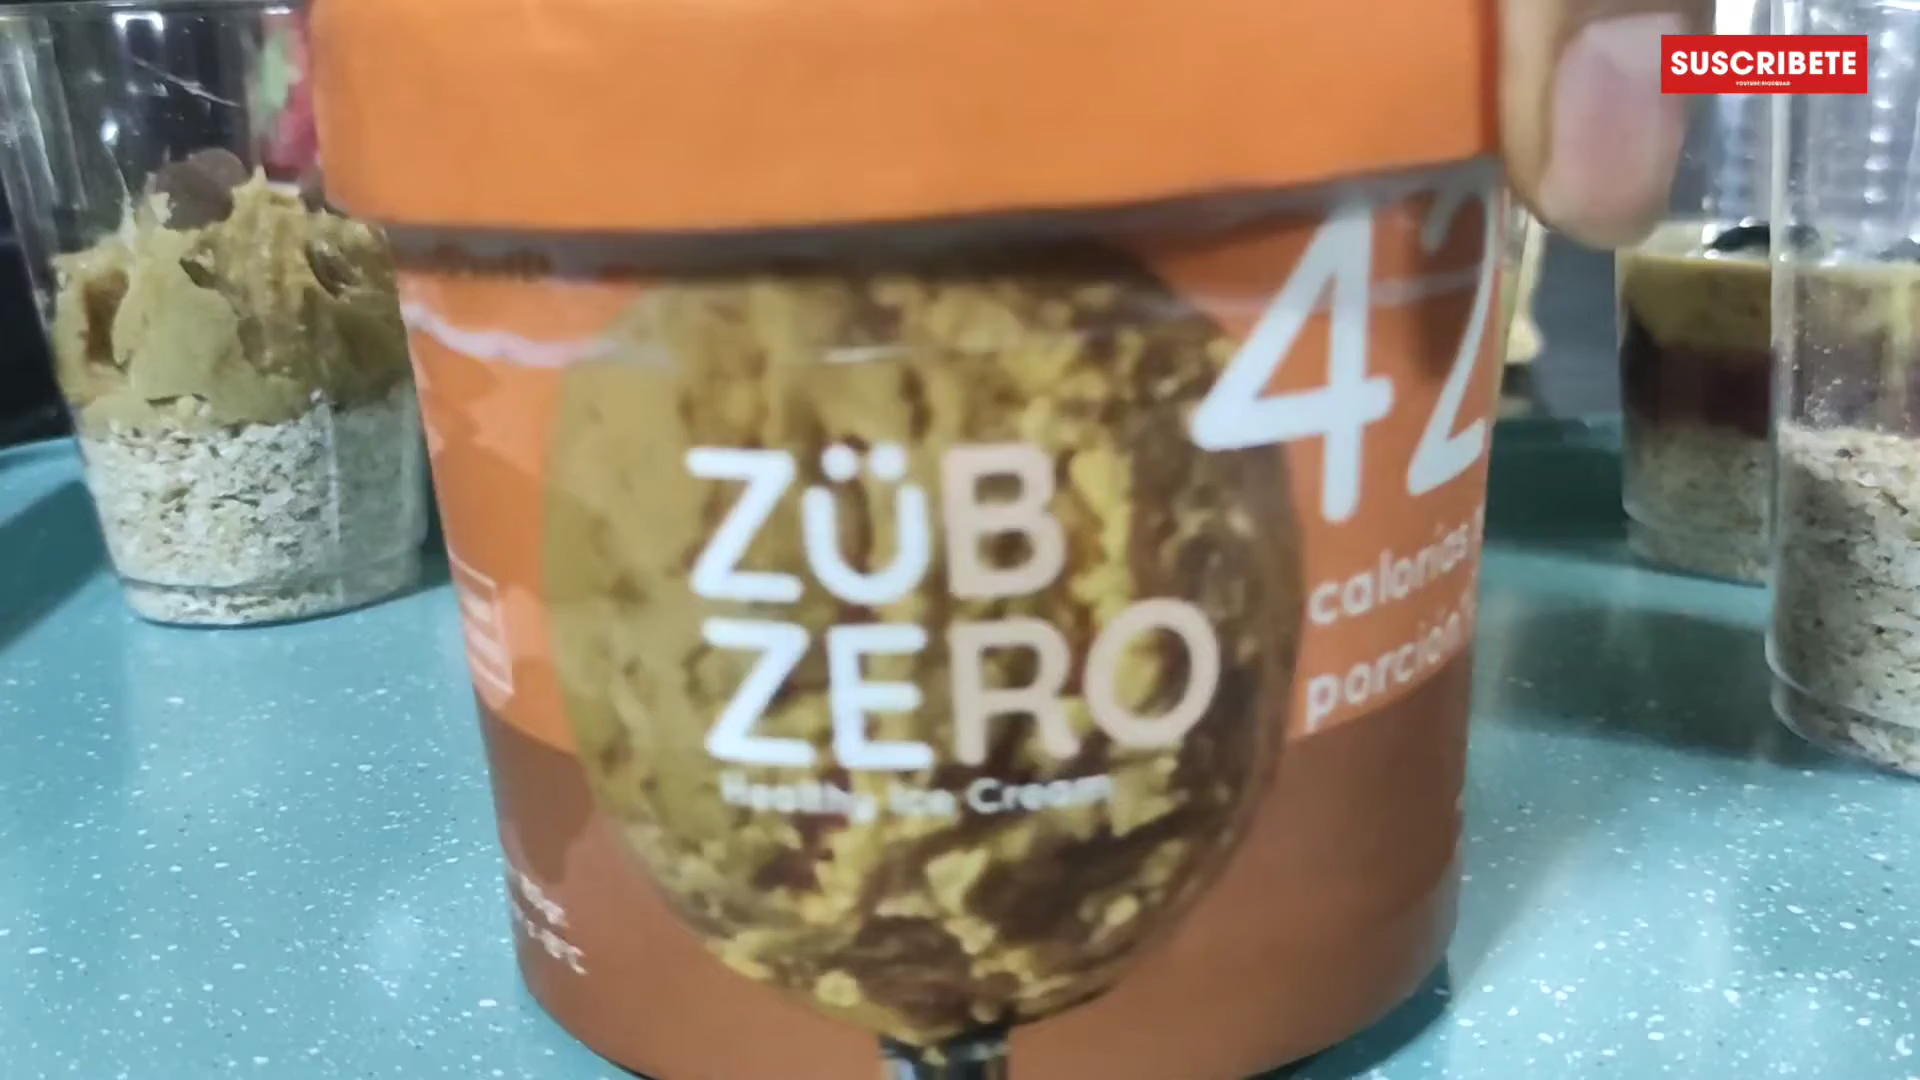 SUSCRIBETE
42
calorias
porción
ZÜB
ZERO
Healthy Ice Cream